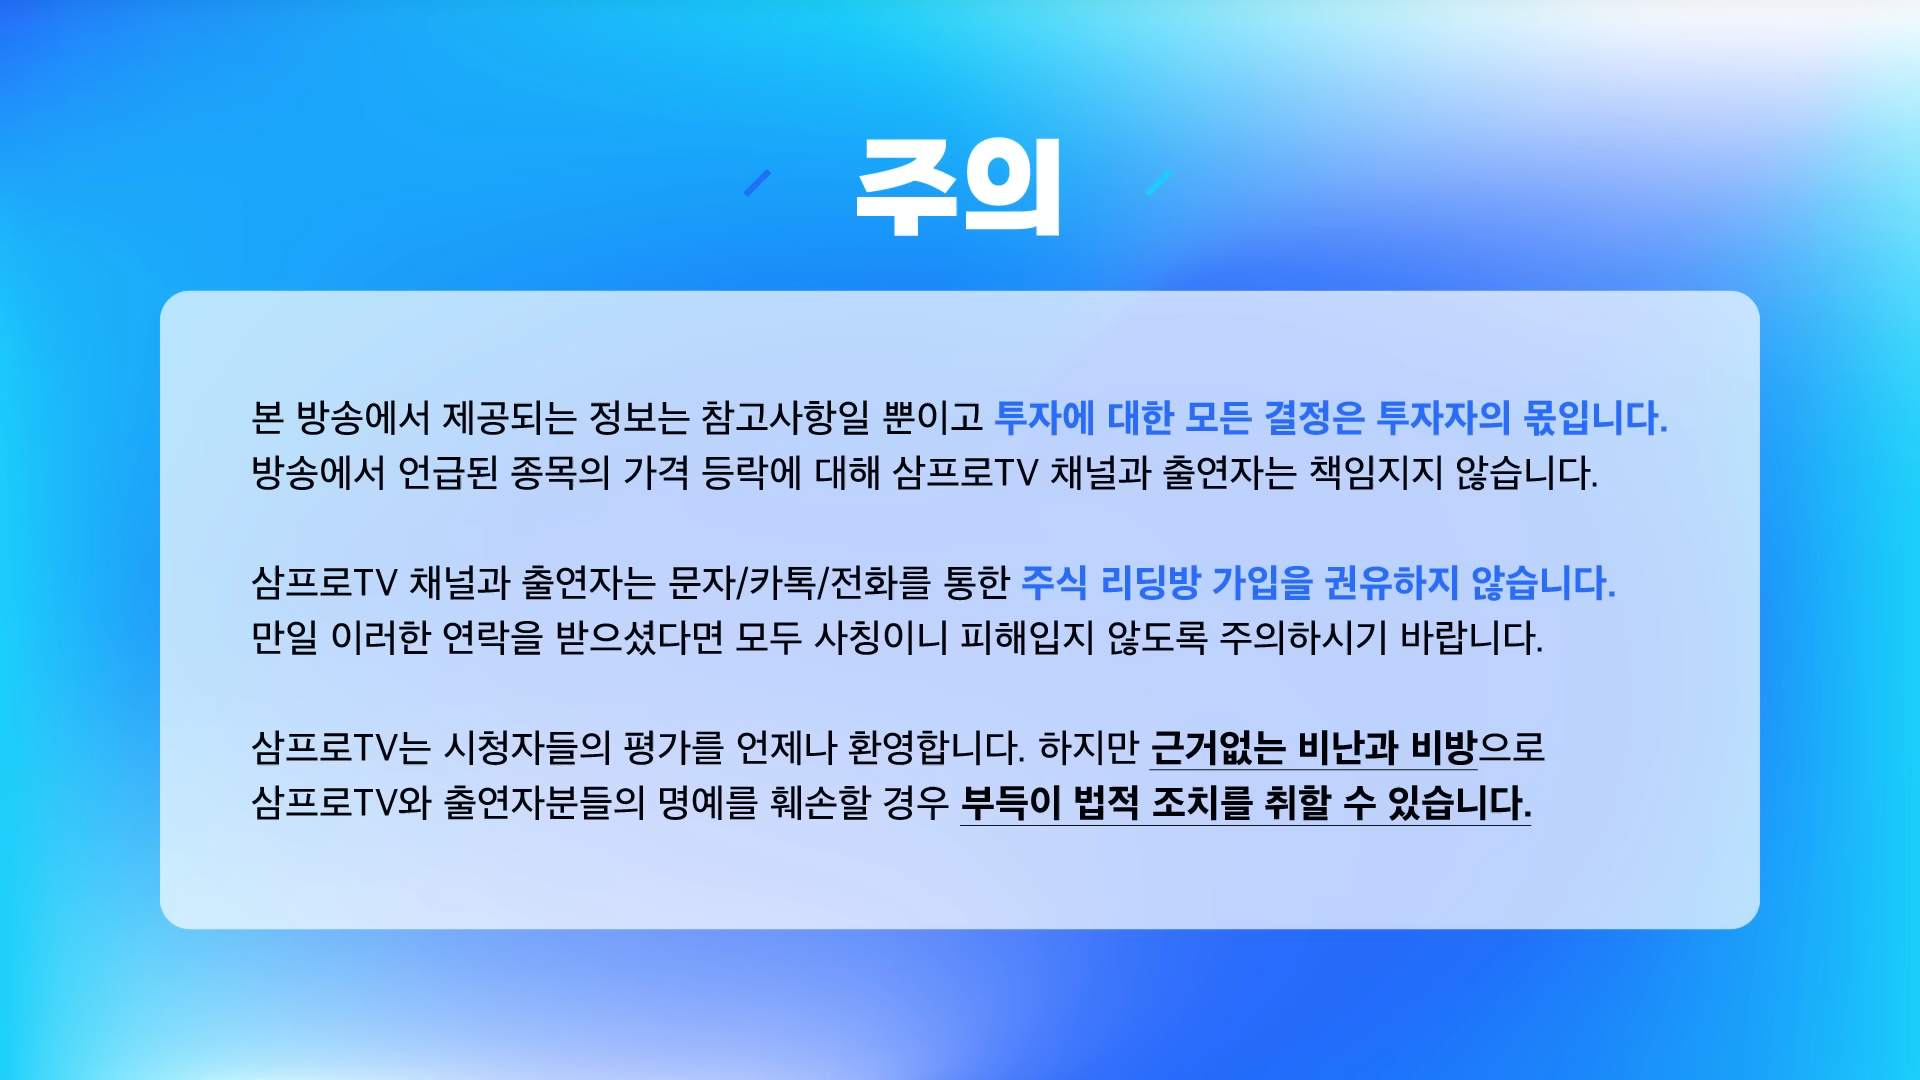 주의
본 방송에서 제공되는 정보는 참고사항일 뿐이고 투자에 대한 모든 결정은 투자자의 몫입니다.
방송에서 언급된 종목의 가격 등락에 대해 삼프로TV 채널과 출연자는 책임지지 않습니다.
삼프로TV 채널과 출연자는 문자/카톡/전화를 통한 주식 리딩방 가입을 권유하지 않습니다.
만일 이러한 연락을 받으셨다면 모두 사칭이니 피해입지 않도록 주의하시기 바랍니다.
삼프로TV는 시청자들의 평가를 언제나 환영합니다. 하지만 근거없는 비난과 비방으로
삼프로TV와 출연자분들의 명예를 훼손할 경우 부득이 법적 조치를 취할 수 있습니다.